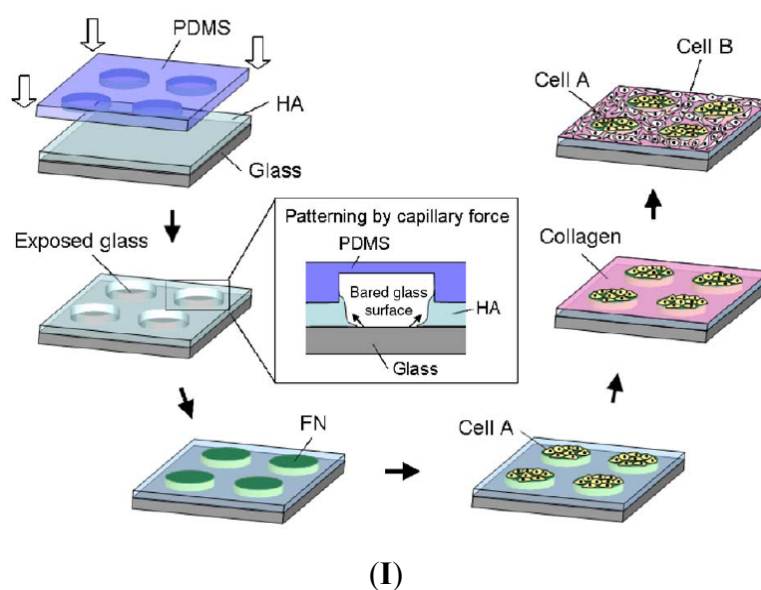 PDMS
HA
Glass
Exposed glass
Patterning by capillary force
PDMS
Bared glass
surface
HA
Glass
FN
Cell A
Collagen
Cell A
Cell B
(I)